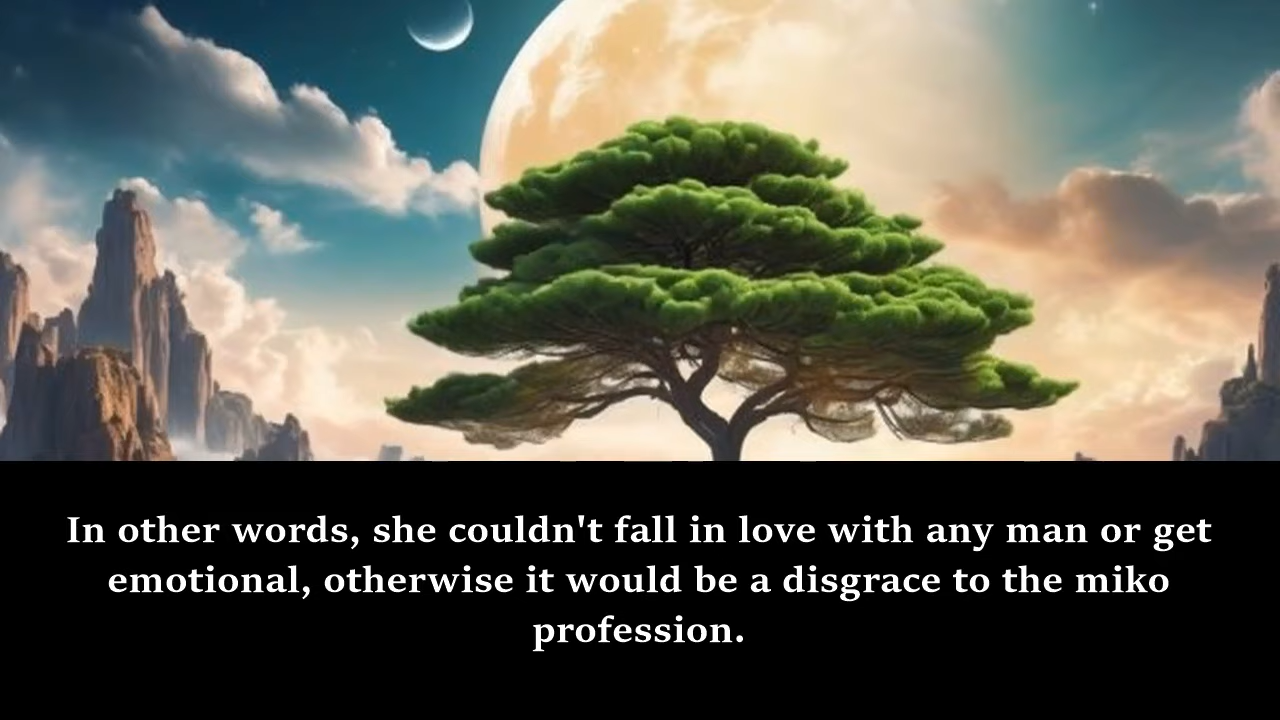 In other words, she couldn't fall in love with any man or get
emotional, otherwise it would be a disgrace to the miko
profession.